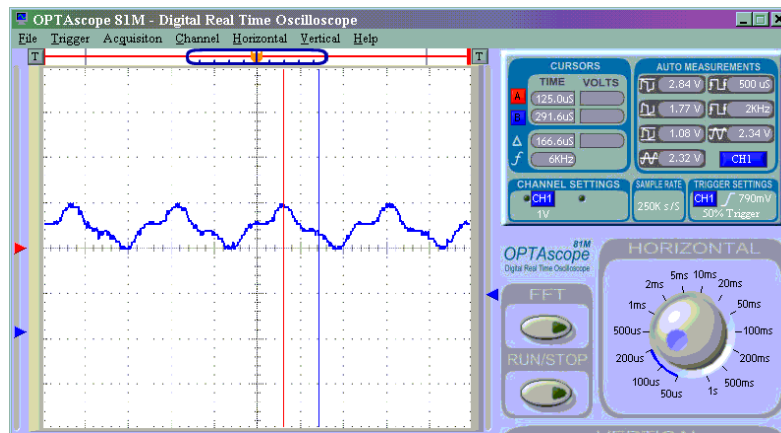 OPTAscope 81M - Digital Real Time Oscilloscope
File Trigger Acquisiton Channel Horizontal Vertical Help
T T
CURSORS
TIME VOLTS
A 125.0uS
B 291.6uS
Δ 166.6uS
f 6KHz
AUTO MEASUREMENTS
2.84 V 500 uS
1.77 V 2KHz
1.08 V 2.34 V
2.32 V CH1
CHANNEL SETTINGS
CH1
1V
SAMPLE RATE
250K s/S
TRIGGER SETTINGS
CH1 790mV
50% Trigger
81M
OPTAscope
Digital Real Time Oscilloscope
FFT
RUN/STOP
HORIZONTAL
5ms 10ms
2ms 20ms
1ms 50ms
500us 100ms
200us 200ms
100us 500ms
50us 1s
VERTICAL